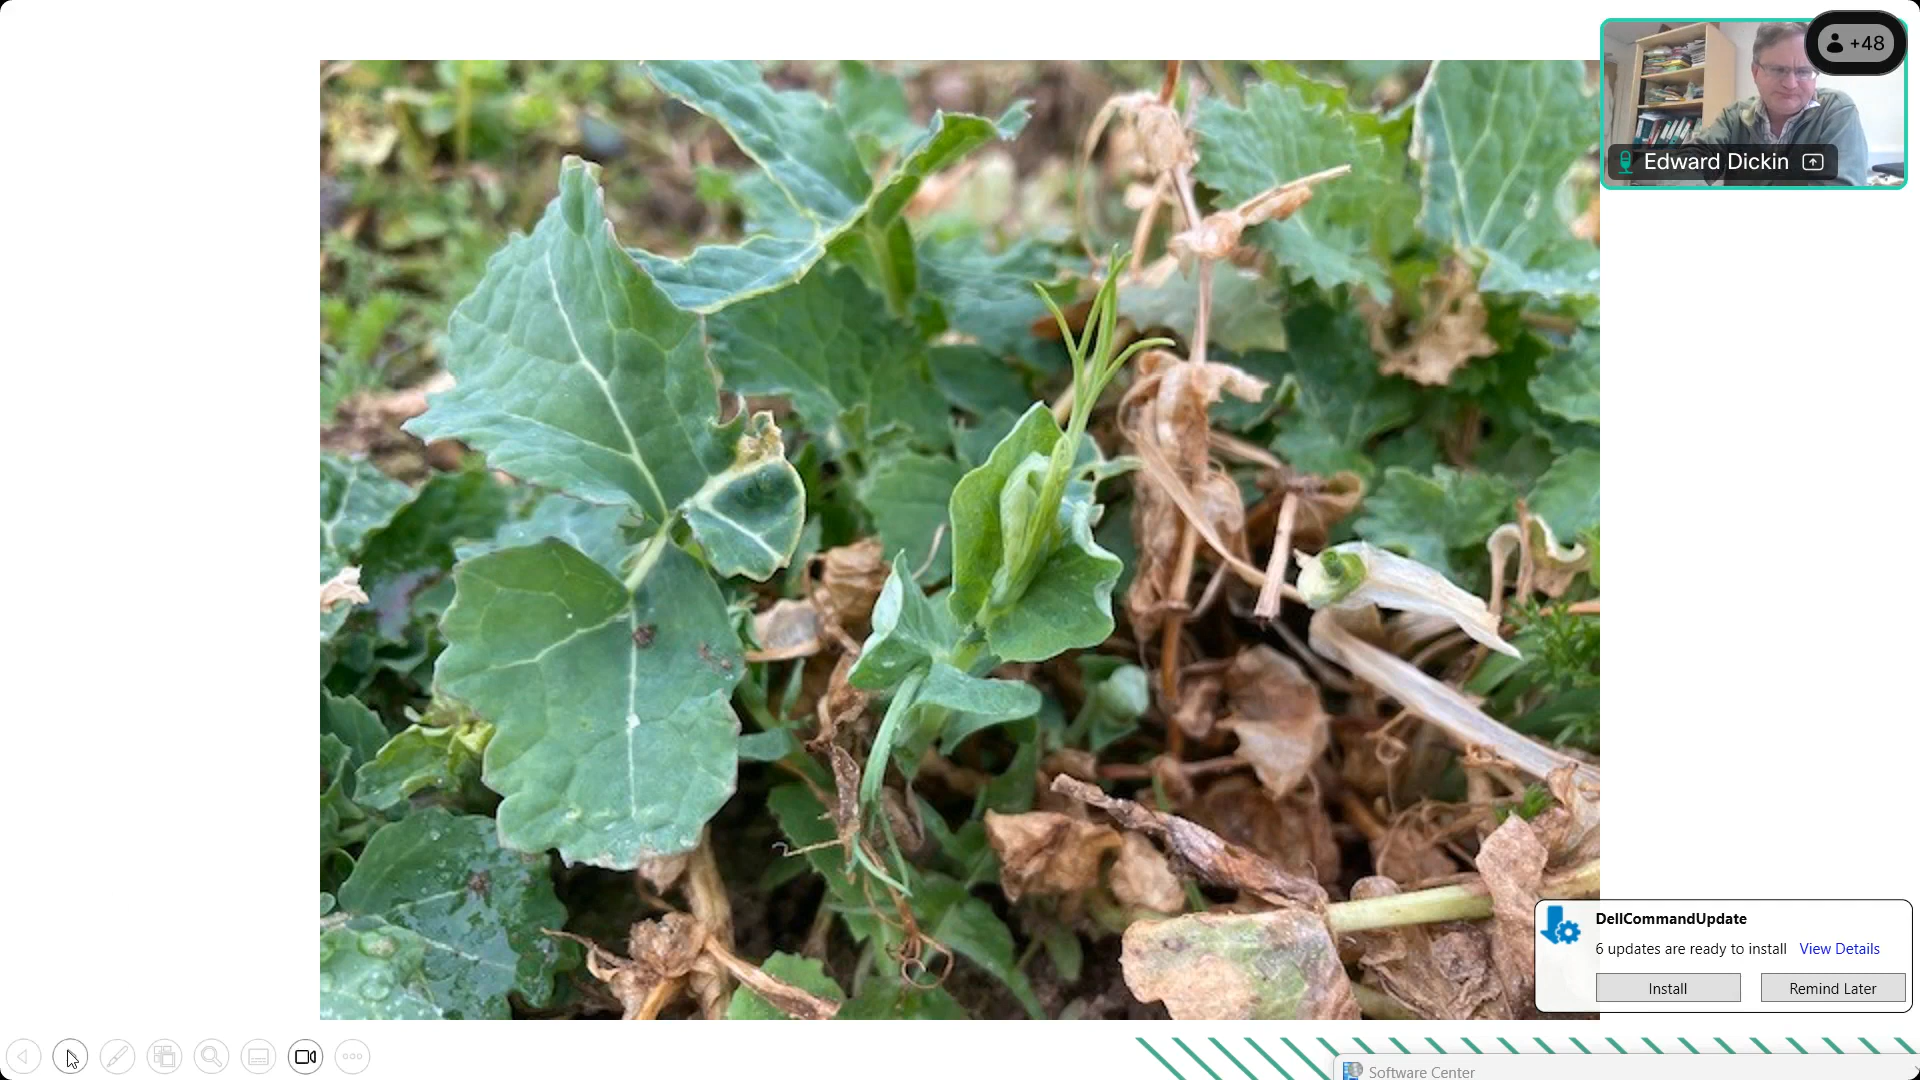 +48
Edward Dickin
DellCommandUpdate
6 updates are ready to install View Details
Install Remind Later
Software Center